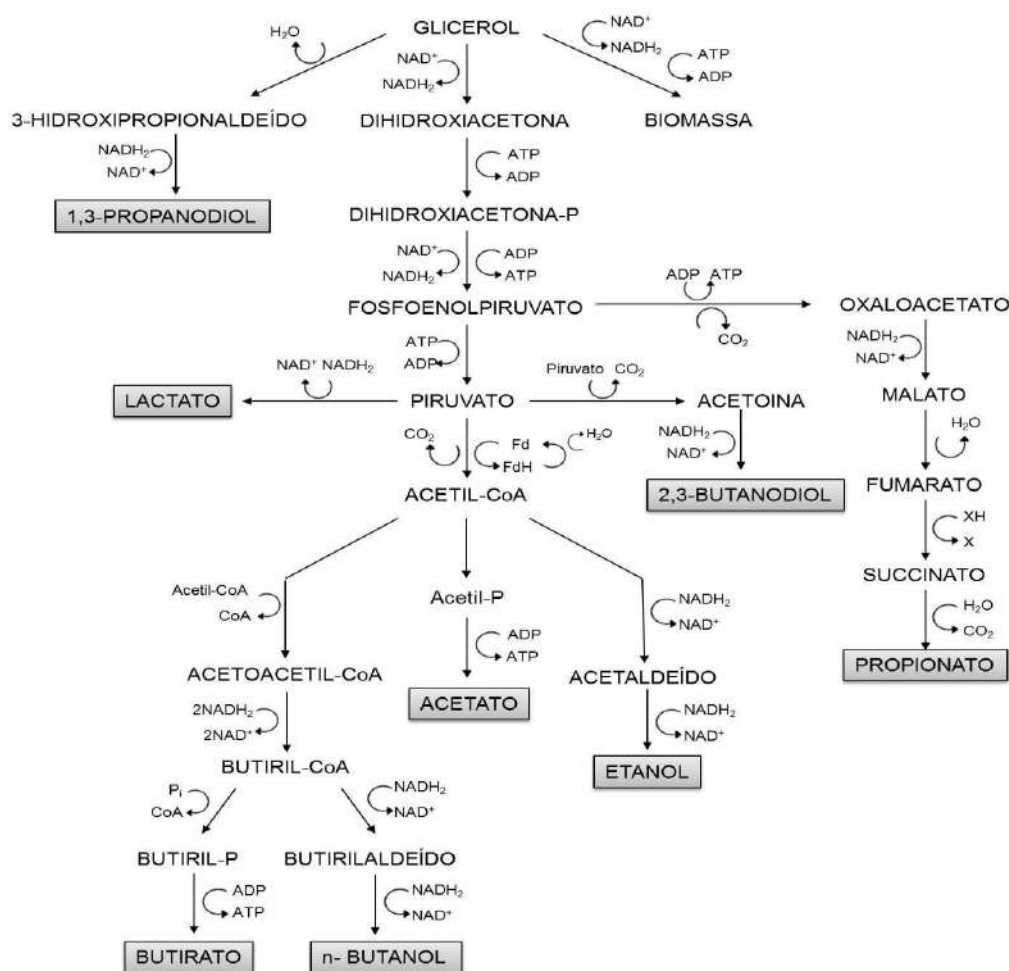 GLICEROL
H₂O
NAD⁺
NADH₂
NAD⁺
NADH₂
ATP
ADP
3-HIDROXIPROPIONALDEÍDO
DIHIDROXIACETONA
BIOMASSA
NADH₂
NAD⁺
ATP
ADP
1,3-PROPANODIOL
DIHIDROXIACETONA-P
NAD⁺
NADH₂
ADP
ATP
ADP ATP
CO₂
FOSFOENOLPIRUVATO
OXALOACETATO
ATP
ADP
NADH₂
NAD⁺
NAD⁺ NADH₂
Piruvato CO₂
LACTATO
PIRUVATO
ACETOINA
MALATO
CO₂
Fd
FdH
H₂O
NADH₂
NAD⁺
H₂O
ACETIL-CoA
2,3-BUTANODIOL
FUMARATO
XH
X
Acetil-CoA
CoA
Acetil-P
NADH₂
NAD⁺
SUCCINATO
ADP
ATP
H₂O
CO₂
ACETOACETIL-CoA
ACETATO
ACETALDEÍDO
PROPIONATO
2NADH₂
2NAD⁺
NADH₂
NAD⁺
BUTIRIL-CoA
ETANOL
Pᵢ
CoA
NADH₂
NAD⁺
BUTIRIL-P
BUTIRILALDEÍDO
ADP
ATP
NADH₂
NAD⁺
BUTIRATO
n- BUTANOL